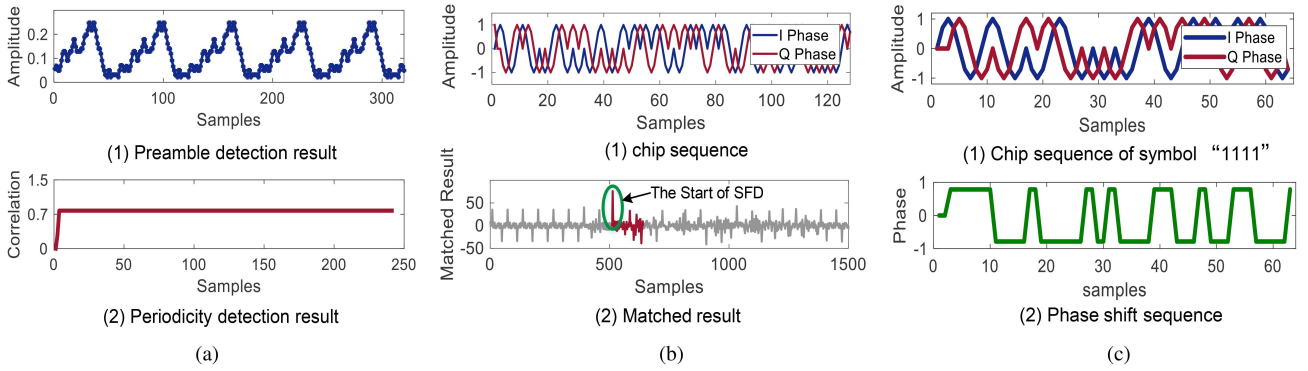 Amplitude
0.2
0.1
0
0 100 200 300
Samples
(1) Preamble detection result
Correlation
1.5
0.7
0
0 50 100 150 200 250
Samples
(2) Periodicity detection result
(a)
Amplitude
1
0
-1
I Phase
Q Phase
0 20 40 60 80 100 120
Samples
(1) chip sequence
Matched Result
50
0
-50
The Start of SFD
0 500 1000 1500
Samples
(2) Matched result
(b)
Amplitude
1
0
-1
I Phase
Q Phase
0 10 20 30 40 50 60
Samples
(1) Chip sequence of symbol “1111”
Phase
1
0
-1
0 10 20 30 40 50 60
samples
(2) Phase shift sequence
(c)